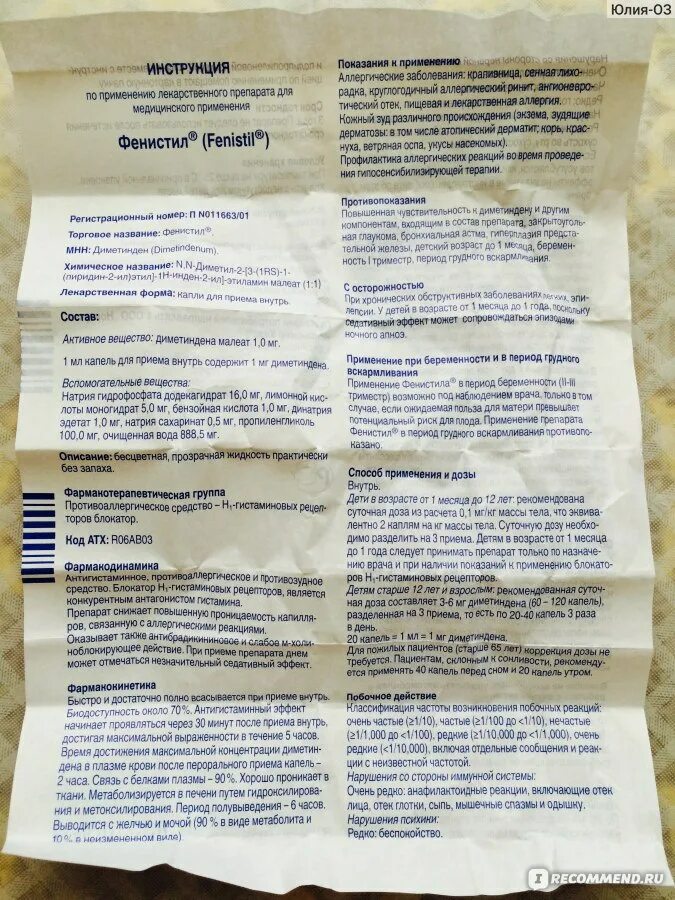 Юлия-03
ИНСТРУКЦИЯ
по применению лекарственного препарата для
медицинского применения
Фенистил® (Fenistil®)
Регистрационный номер: П N011663/01
Торговое название: Фенистил®.
МНН: Диметинден (Dimetindenum).
Химическое название: N,N-Диметил-2-[3-(1RS)-1-
(пиридин-2-ил)этил]-1H-инден-2-ил]-этиламин малеат (1:1)
Лекарственная форма: капли для приема внутрь.
Состав:
Активное вещество: диметиндена малеат 1,0 мг.
1 мл капель для приема внутрь содержит 1 мг диметиндена.
Вспомогательные вещества:
Натрия гидрофосфата додекагидрат 16,0 мг, лимонной кис-
лоты моногидрат 5,0 мг, бензойная кислота 1,0 мг, динатрия
эдетат 1,0 мг, натрия сахаринат 0,5 мг, пропиленгликоль
100,0 мг, очищенная вода 888,5 мг.
Описание: бесцветная, прозрачная жидкость практически
без запаха.
Фармакотерапевтическая группа
Противоаллергическое средство – H₁-гистаминовых рецеп-
торов блокатор.
Код АТХ: R06AB03
Фармакодинамика
Антигистаминное, противоаллергическое и противозудное
средство. Блокатор H₁-гистаминовых рецепторов, является
конкурентным антагонистом гистамина.
Препарат снижает повышенную проницаемость капилля-
ров, связанную с аллергическими реакциями.
Оказывает также антибрадикининовое и слабое м-холи-
ноблокирующее действие. При приеме препарата днем
может отмечаться незначительный седативный эффект.
Фармакокинетика
Быстро и достаточно полно всасывается при приеме внутрь.
Биодоступность около 70%. Антигистаминный эффект
начинает проявляться через 30 минут после приема внутрь,
достигая максимальной выраженности в течение 5 часов.
Время достижения максимальной концентрации диметинде-
на в плазме крови после перорального приема капель –
2 часа. Связь с белками плазмы – 90%. Хорошо проникает в
ткани. Метаболизируется в печени путем гидроксилирова-
ния и метоксилирования. Период полувыведения – 6 часов.
Выводится с желчью и мочой (90 % в виде метаболита и
10 % в неизмененном виде).
Показания к применению
Аллергические заболевания: крапивница, сенная лихо-
радка, круглогодичный аллергический ринит, ангионевро-
тический отек, пищевая и лекарственная аллергия.
Кожный зуд различного происхождения (экзема, зудящие
дерматозы: в том числе атопический дерматит; корь, крас-
нуха, ветряная оспа, укусы насекомых).
Профилактика аллергических реакций во время проведе-
ния гипосенсибилизирующей терапии.
Противопоказания
Повышенная чувствительность к диметиндену и другим
компонентам, входящим в состав препарата, закрытоуголь-
ная глаукома, бронхиальная астма, гиперплазия предста-
тельной железы, детский возраст до 1 месяца, беремен-
ность I триместр, период грудного вскармливания.
С осторожностью
При хронических обструктивных заболеваниях легких, эпи-
лепсии. У детей в возрасте от 1 месяца до 1 года, поскольку
седативный эффект может сопровождаться эпизодами
ночного апноэ.
Применение при беременности и в период грудного
вскармливания
Применение Фенистила® в период беременности (II-III
триместр) возможно под наблюдением врача, только в том
случае, если ожидаемая польза для матери превышает
потенциальный риск для плода. Применение препарата
Фенистил® в период грудного вскармливания противопо-
казано.
Способ применения и дозы
Внутрь.
Дети в возрасте от 1 месяца до 12 лет: рекомендована
суточная доза из расчета 0,1 мг/кг массы тела, что эквива-
лентно 2 каплям на кг массы тела. Суточную дозу необхо-
димо разделить на 3 приема. Детям в возрасте от 1 месяца
до 1 года следует принимать препарат только по назначе-
нию врача и при наличии показаний к применению блокато-
ров H₁-гистаминовых рецепторов.
Детям старше 12 лет и взрослым: рекомендованная суточ-
ная доза составляет 3-6 мг диметиндена (60 – 120 капель),
разделенная на 3 приема, то есть по 20-40 капель 3 раза
в день.
20 капель = 1 мл = 1 мг диметиндена.
Для пожилых пациентов (старше 65 лет) коррекция дозы не
требуется. Пациентам, склонным к сонливости, рекоменду-
ется применять 40 капель перед сном и 20 капель утром.
Побочное действие
Классификация частоты возникновения побочных реакций:
очень частые (≥1/10), частые (≥1/100 до <1/10), нечастые
(≥1/1,000 до <1/100), редкие (≥1/10,000 до <1/1,000), очень
редкие (<1/10,000), включая отдельные сообщения и реак-
ции с неизвестной частотой.
Нарушения со стороны иммунной системы:
Очень редко: анафилактоидные реакции, включающие отек
лица, отек глотки, сыпь, мышечные спазмы и одышку.
Нарушения психики:
Редко: беспокойство.
IRECOMMEND.RU